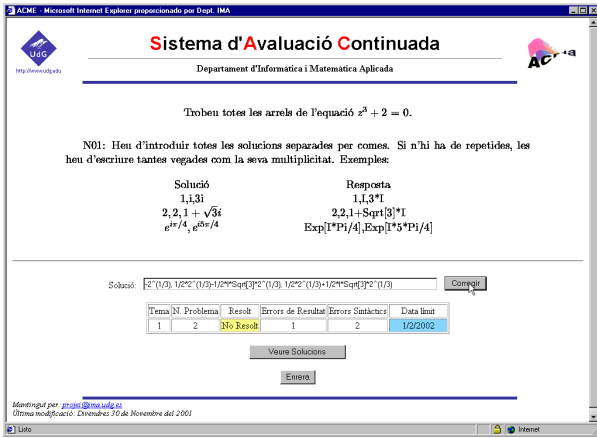 ACME - Microsoft Internet Explorer proporcionado por Dept. IMA
UdG
http://www.udg.edu
Sistema d'Avaluació Continuada
Departament d'Informàtica i Matemàtica Aplicada
Trobeu totes les arrels de l'equació z³ + 2 = 0.
N01: Heu d'introduir totes les solucions separades per comes. Si n'hi ha de repetides, les
heu d'escriure tantes vegades com la seva multiplicitat. Exemples:
Solució Resposta
1,i,3i 1,I,3*I
2, 2, 1 + √3i 2,2,1+Sqrt[3]*I
e^{iπ/4}, e^{i5π/4} Exp[I*Pi/4],Exp[I*5*Pi/4]
Solució: -2^(1/3), 1/2*2^(1/3)-1/2*I*Sqrt[3]*2^(1/3), 1/2*2^(1/3)+1/2*I*Sqrt[3]*2^(1/3) Corregir
Tema N. Problema Resolt Errors de Resultat Errors Sintàctics Data límit
1 2 No Resolt 1 2 1/2/2002
Veure Solucions
Enrera
Mantingut per: projei@ima.udg.es
Última modificació: Divendres 30 de Novembre del 2001
Listo Internet